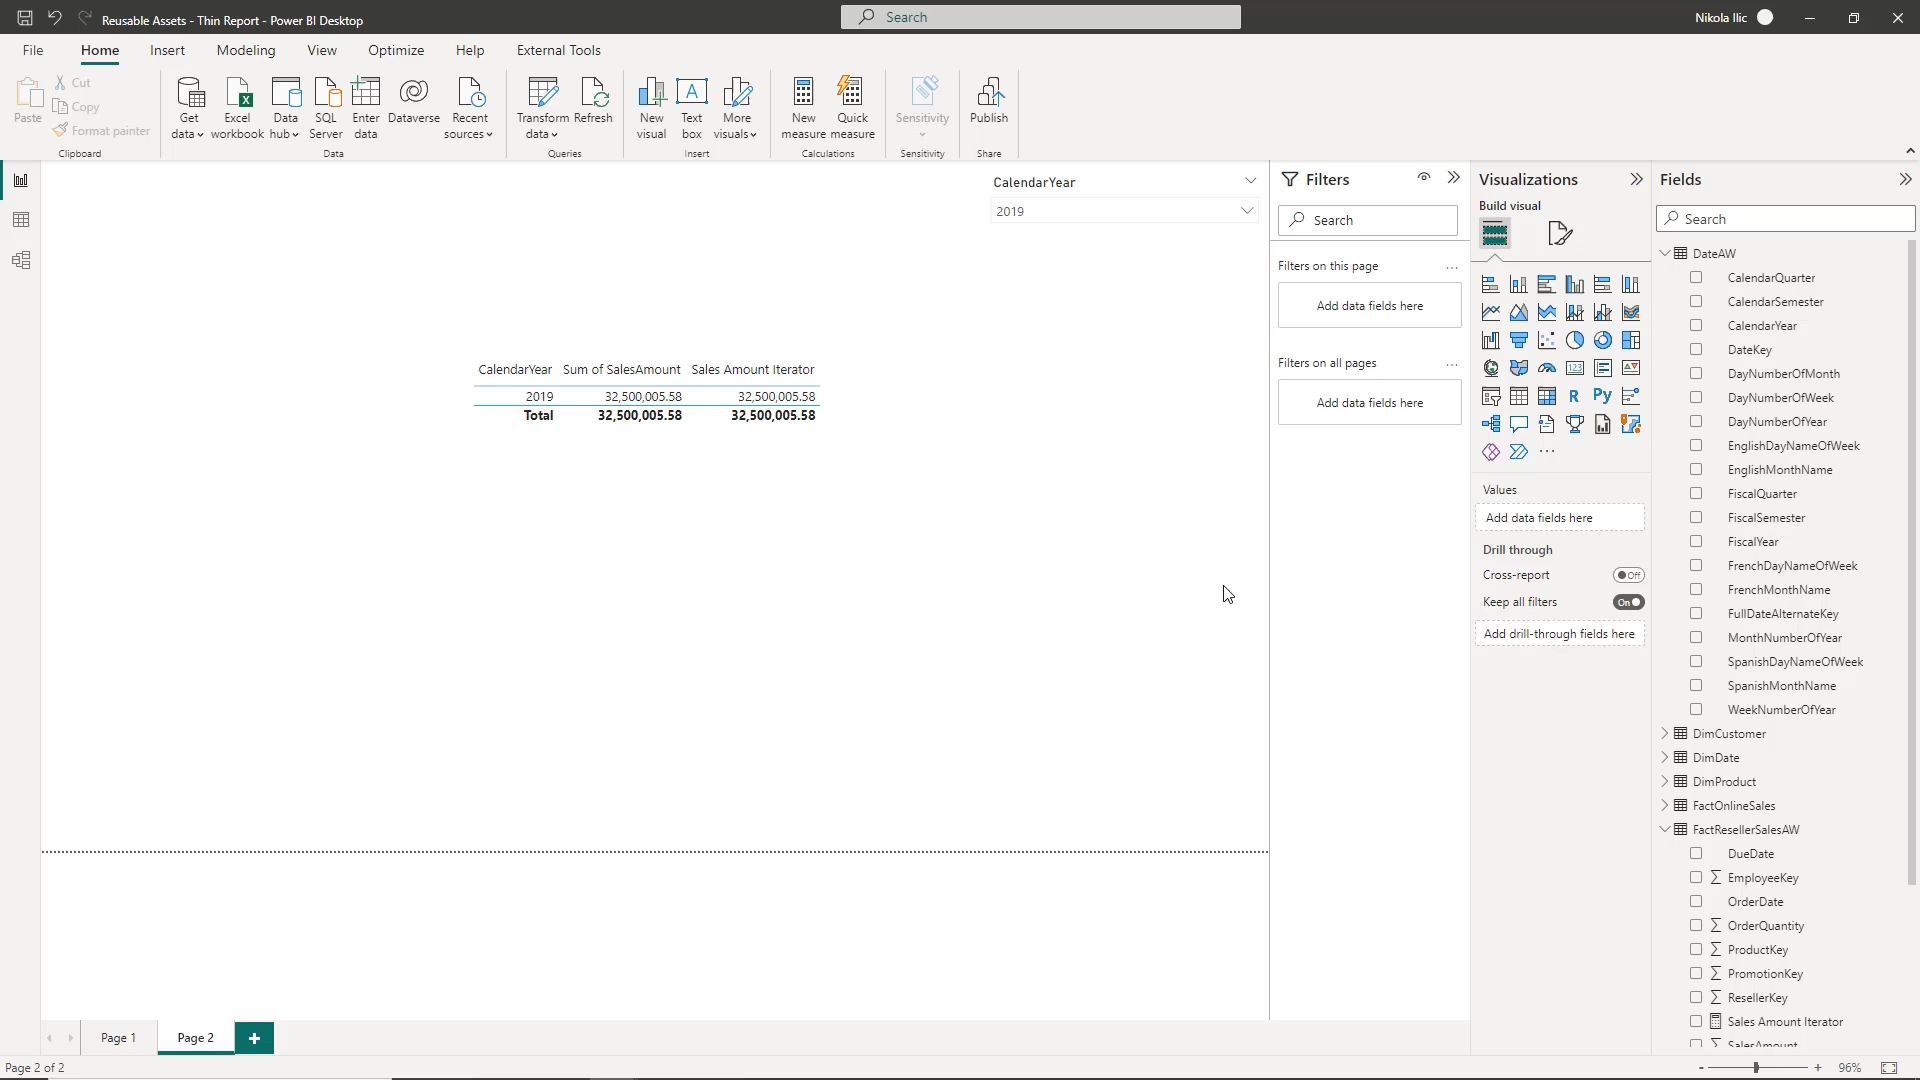 Reusable Assets - Thin Report - Power BI Desktop
Search
Nikola Ilic
File
Home
Insert
Modeling
View
Optimize
Help
External Tools
Paste
Cut
Copy
Format painter
Clipboard
Get data
Excel workbook
Data hub
SQL Server
Enter data
Dataverse
Recent sources
Data
Transform data
Refresh
Queries
New visual
Text box
More visuals
Insert
New measure
Quick measure
Calculations
Sensitivity
Sensitivity
Publish
Share
CalendarYear
2019
CalendarYear Sum of SalesAmount Sales Amount Iterator
2019 32,500,005.58 32,500,005.58
Total 32,500,005.58 32,500,005.58
Filters
Search
Filters on this page
...
Add data fields here
Filters on all pages
...
Add data fields here
Visualizations
Build visual
123
R
Py
...
Values
Add data fields here
Drill through
Cross-report
Off
Keep all filters
On
Add drill-through fields here
Fields
Search
DateAW
CalendarQuarter
CalendarSemester
CalendarYear
DateKey
DayNumberOfMonth
DayNumberOfWeek
DayNumberOfYear
EnglishDayNameOfWeek
EnglishMonthName
FiscalQuarter
FiscalSemester
FiscalYear
FrenchDayNameOfWeek
FrenchMonthName
FullDateAlternateKey
MonthNumberOfYear
SpanishDayNameOfWeek
SpanishMonthName
WeekNumberOfYear
DimCustomer
DimDate
DimProduct
FactOnlineSales
FactResellerSalesAW
DueDate
EmployeeKey
OrderDate
OrderQuantity
ProductKey
PromotionKey
ResellerKey
Sales Amount Iterator
SalesAmount
Page 1
Page 2
+
Page 2 of 2
- + 96%